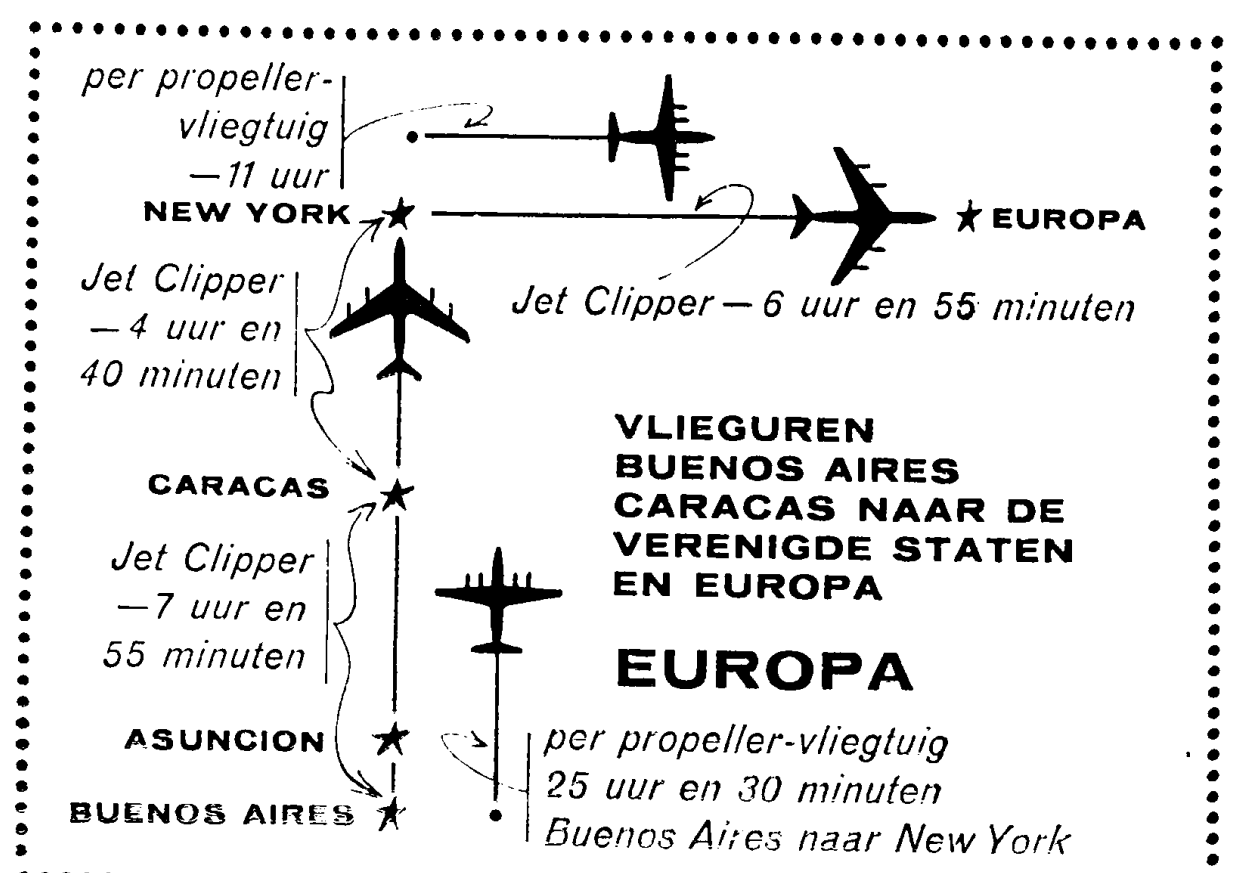 per propeller-
vliegtuig
—11 uur
NEW YORK
EUROPA
Jet Clipper
—4 uur en
40 minuten
Jet Clipper — 6 uur en 55 minuten
VLIEGUREN
BUENOS AIRES
CARACAS NAAR DE
VERENIGDE STATEN
EN EUROPA
CARACAS
Jet Clipper
—7 uur en
55 minuten
EUROPA
ASUNCION
BUENOS AIRES
per propeller-vliegtuig
25 uur en 30 minuten
Buenos Aires naar New York